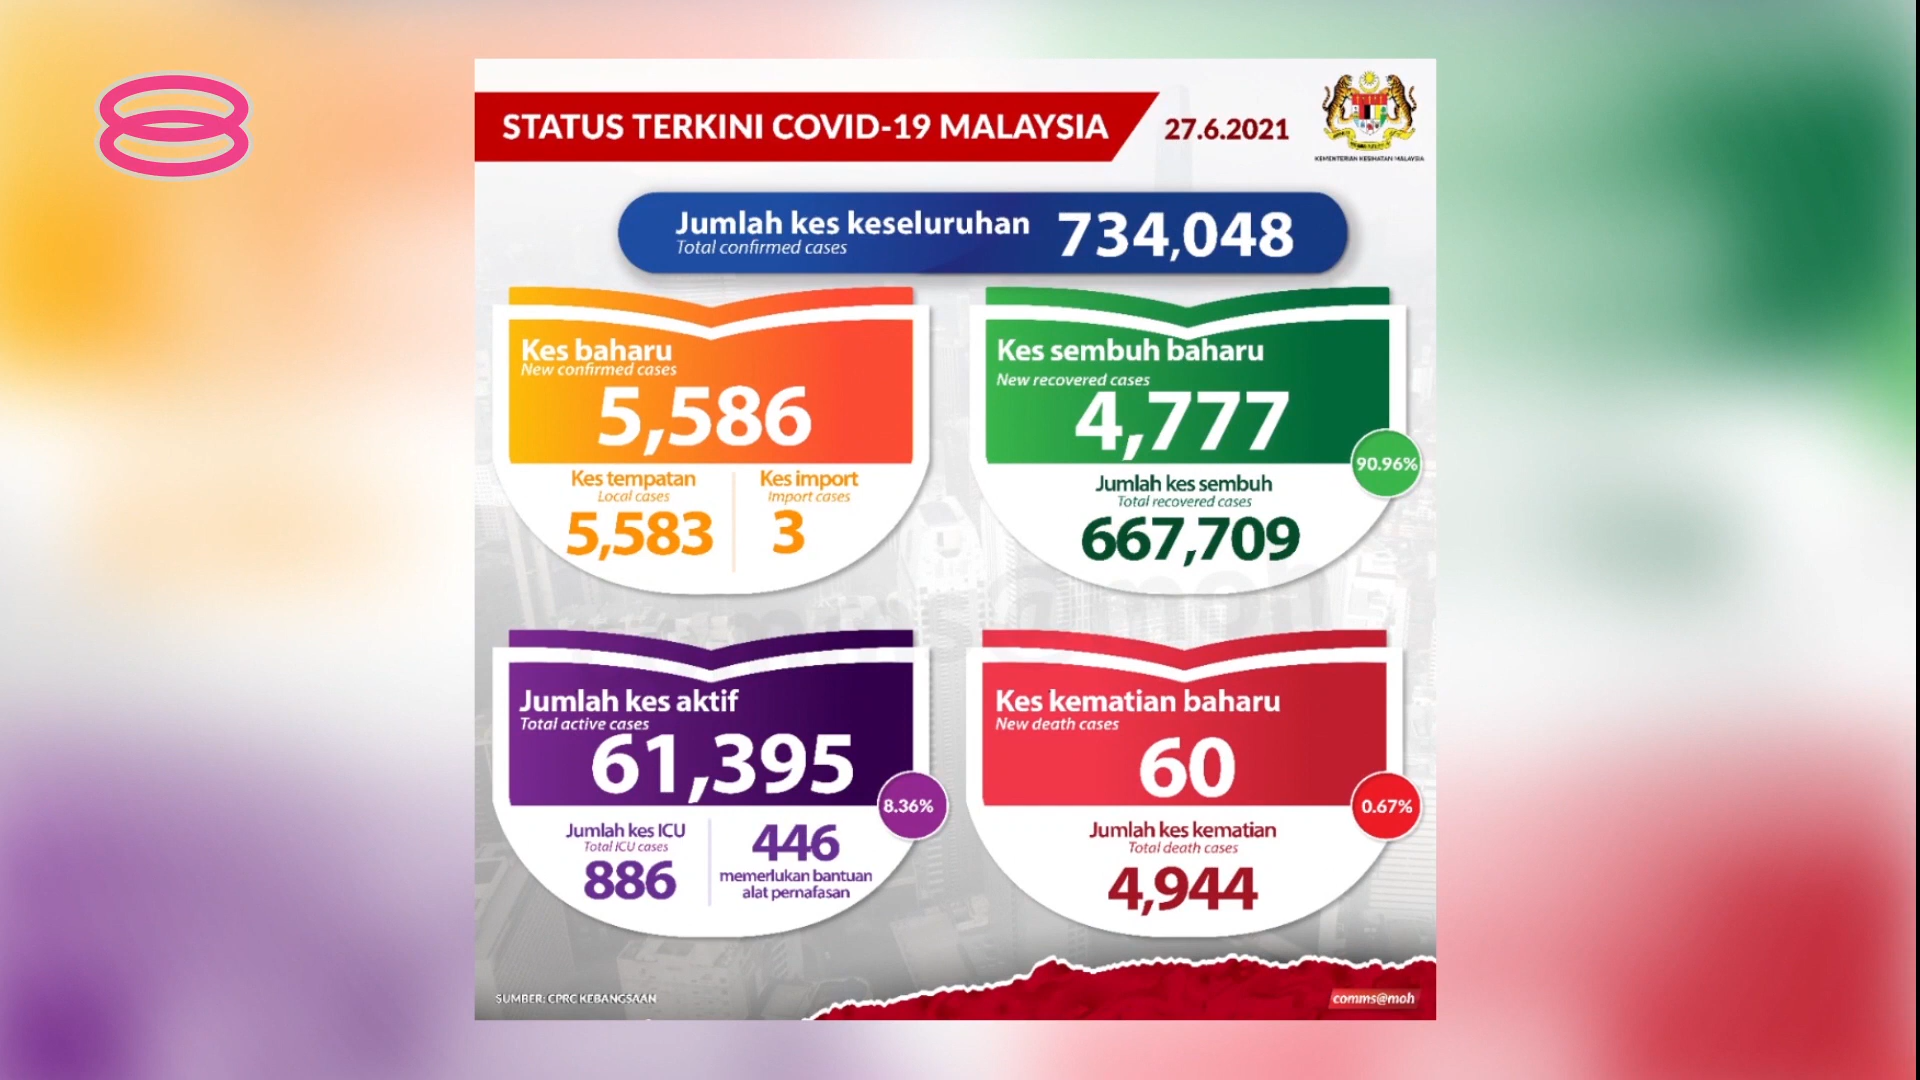 STATUS TERKINI COVID-19 MALAYSIA
27.6.2021
KEMENTERIAN KESIHATAN MALAYSIA
Jumlah kes keseluruhan
Total confirmed cases
734,048
Kes baharu
New confirmed cases
5,586
Kes tempatan
Local cases
5,583
Kes import
Import cases
3
Kes sembuh baharu
New recovered cases
4,777
90.96%
Jumlah kes sembuh
Total recovered cases
667,709
Jumlah kes aktif
Total active cases
61,395
8.36%
Jumlah kes ICU
Total ICU cases
886
446
memerlukan bantuan
alat pernafasan
Kes kematian baharu
New death cases
60
0.67%
Jumlah kes kematian
Total death cases
4,944
SUMBER: CPRC KEBANGSAAN
comms@moh